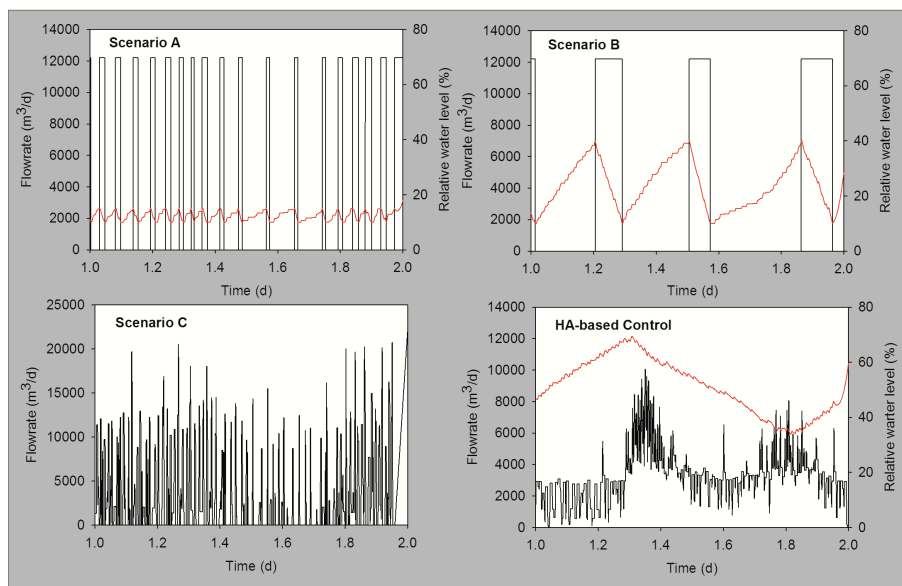 Scenario A
14000
12000
10000
8000
6000
4000
2000
0
Flowrate (m³/d)
80
60
40
20
0
Relative water level (%)
1.0 1.2 1.4 1.6 1.8 2.0
Time (d)
Scenario B
14000
12000
10000
8000
6000
4000
2000
0
Flowrate (m³/d)
80
70
60
50
40
30
20
10
0
Relative water level (%)
1.0 1.2 1.4 1.6 1.8 2.0
Time (d)
Scenario C
25000
20000
15000
10000
5000
0
Flowrate (m³/d)
1.0 1.2 1.4 1.6 1.8 2.0
Time (d)
HA-based Control
14000
12000
10000
8000
6000
4000
2000
0
Flowrate (m³/d)
80
60
40
20
0
Relative warter level (%)
1.0 1.2 1.4 1.6 1.8 2.0
Time (d)